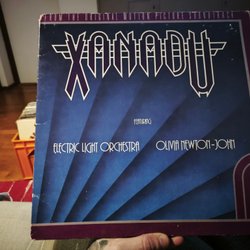 FROM THE ORIGINAL MOTION PICTURE SOUNDTRACK
XANADU
FEATURING
ELECTRIC LIGHT ORCHESTRA OLIVIA NEWTON-JOHN